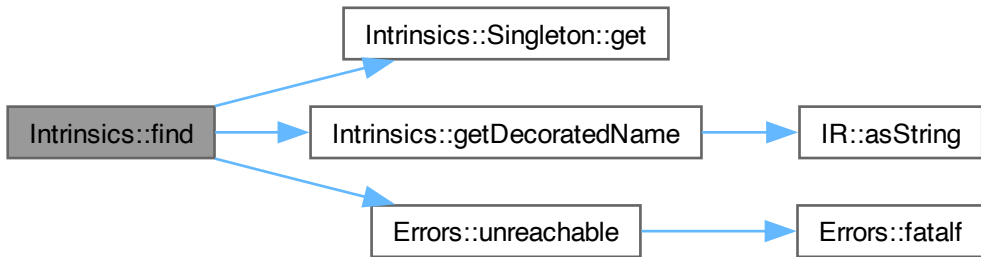 Intrinsics::Singleton::get
Intrinsics::find
Intrinsics::getDecoratedName
IR::asString
Errors::unreachable
Errors::fatalf